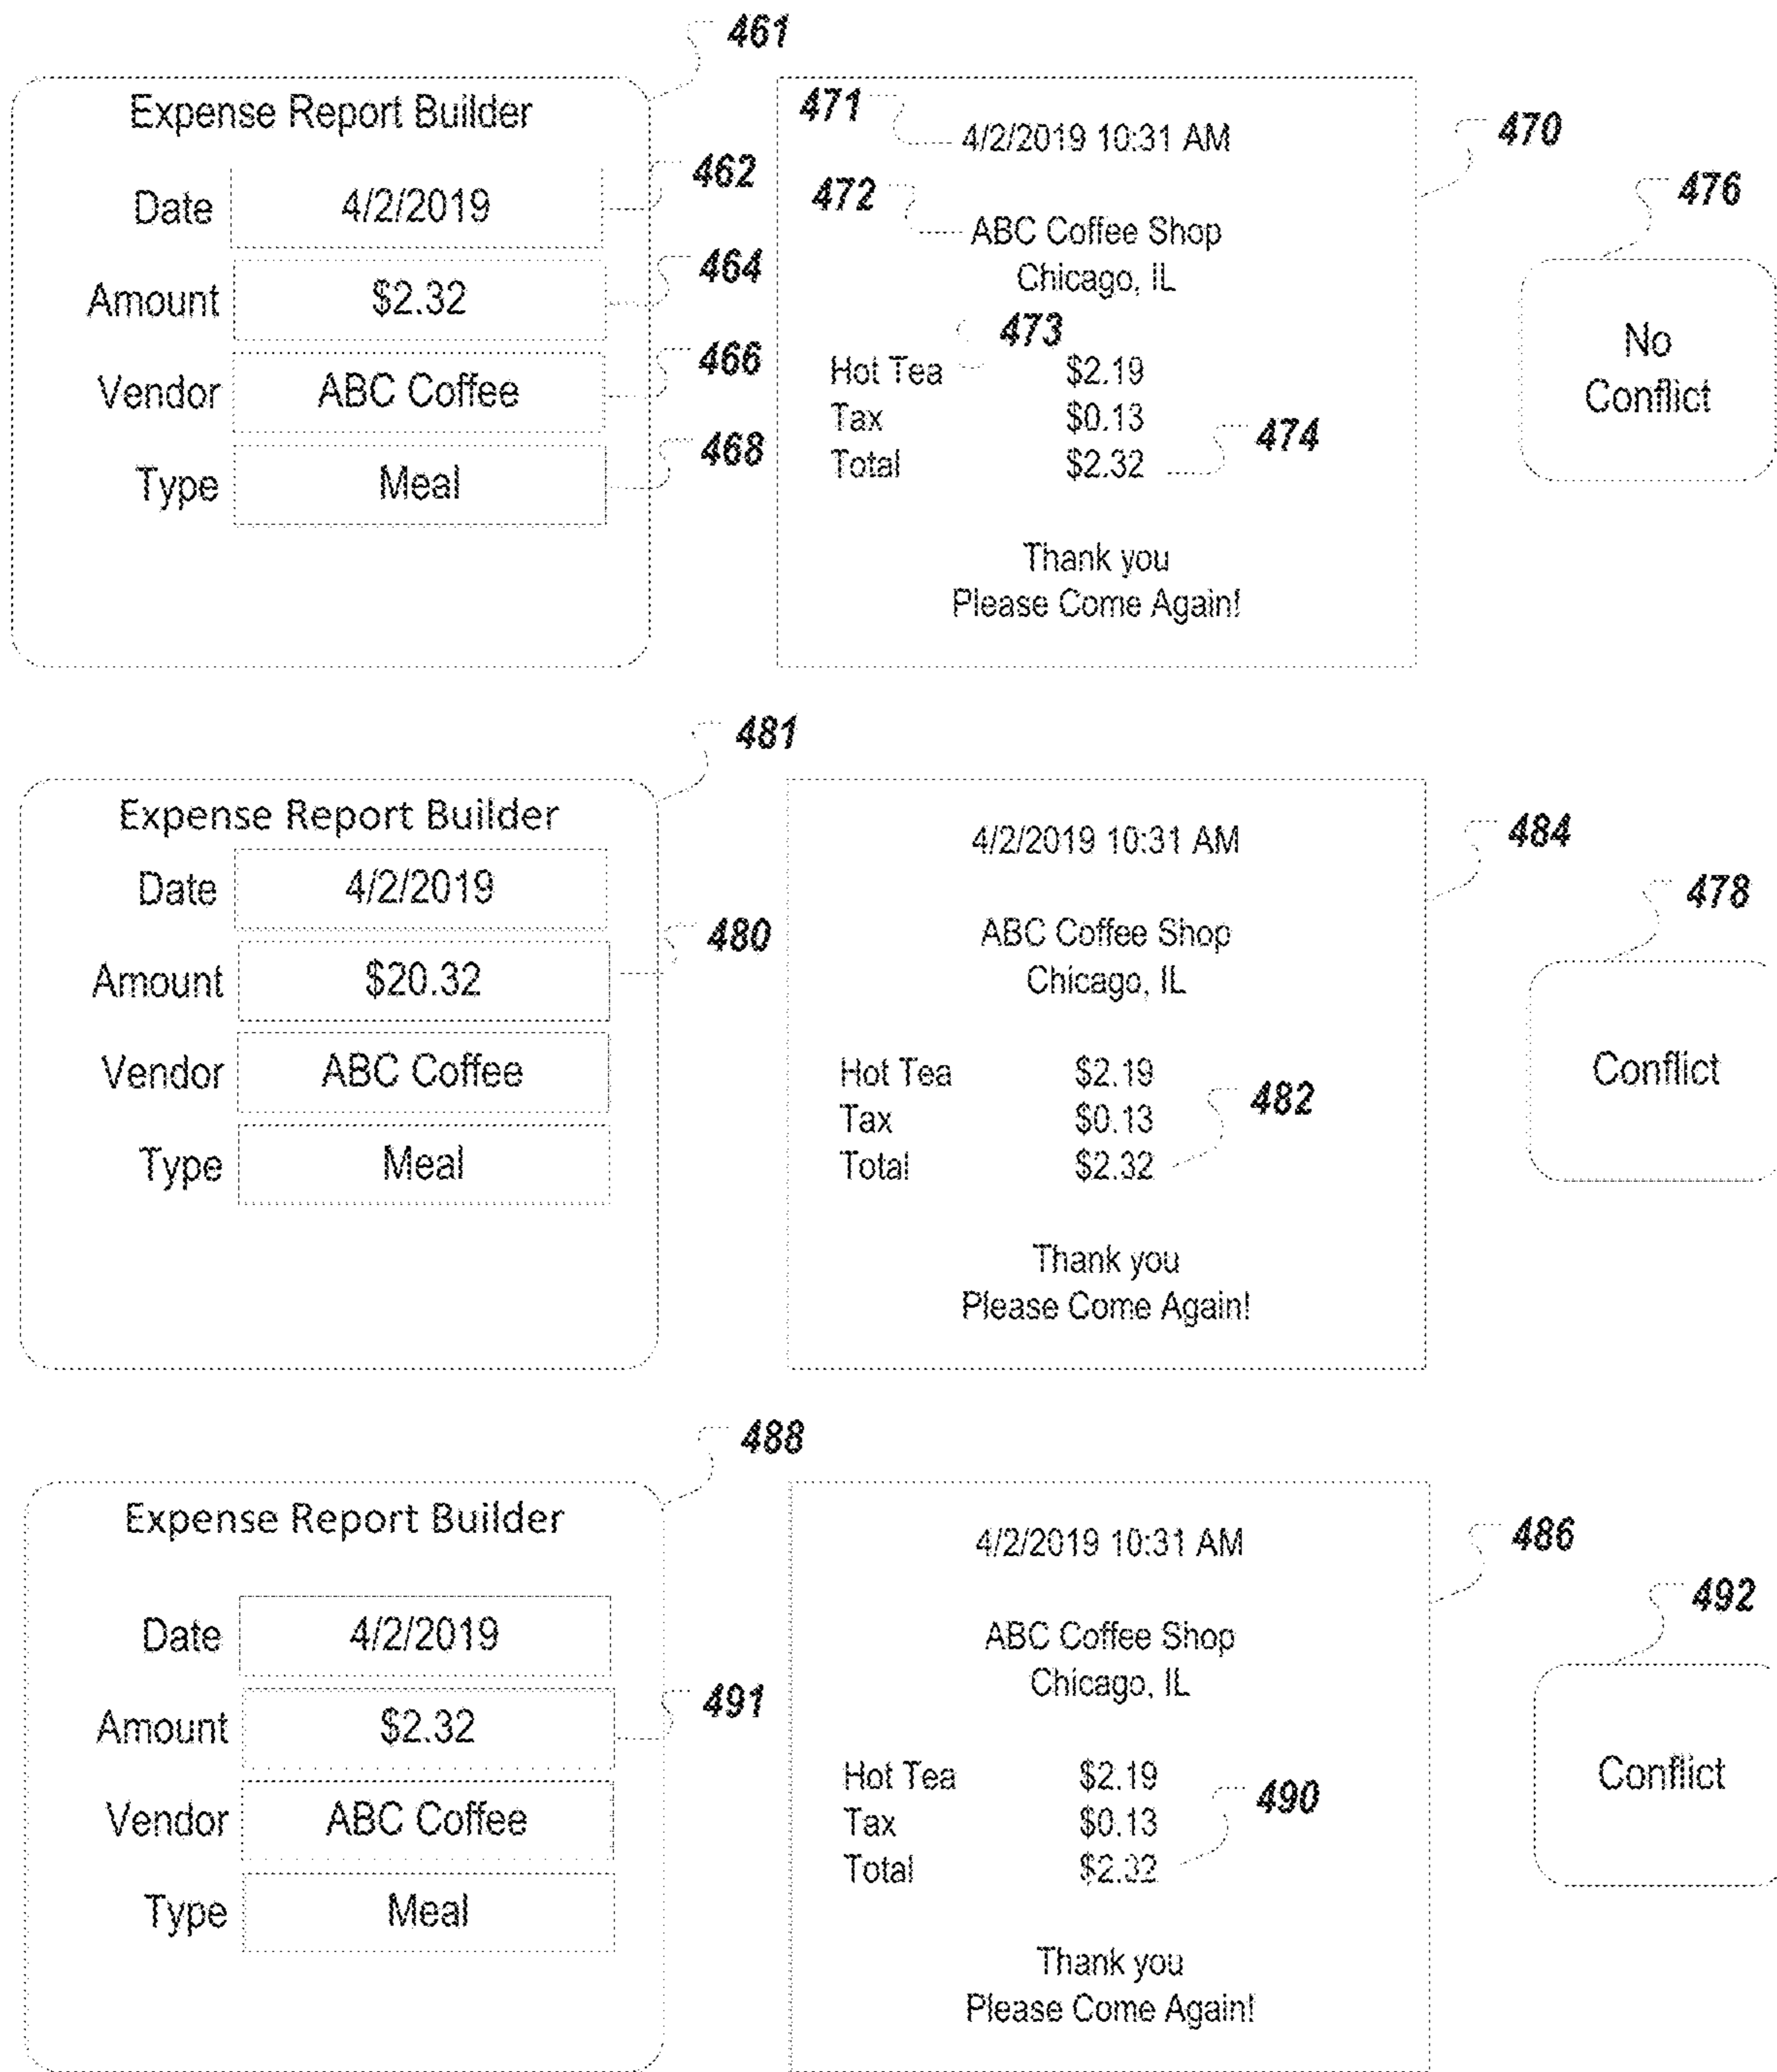 461
Expense Report Builder
Date 4/2/2019 462
Amount $2.32 464
Vendor ABC Coffee 466
Type Meal 468
471
4/2/2019 10:31 AM
470
472
ABC Coffee Shop
Chicago, IL
473
Hot Tea $2.19
Tax $0.13
Total $2.32 474
Thank you
Please Come Again!
476
No
Conflict
481
Expense Report Builder
Date 4/2/2019
Amount $20.32 480
Vendor ABC Coffee
Type Meal
4/2/2019 10:31 AM
484
ABC Coffee Shop
Chicago, IL
Hot Tea $2.19
Tax $0.13 482
Total $2.32
Thank you
Please Come Again!
478
Conflict
488
Expense Report Builder
Date 4/2/2019
Amount $2.32 491
Vendor ABC Coffee
Type Meal
4/2/2019 10:31 AM
486
ABC Coffee Shop
Chicago, IL
Hot Tea $2.19
Tax $0.13 490
Total $2.32
Thank you
Please Come Again!
492
Conflict